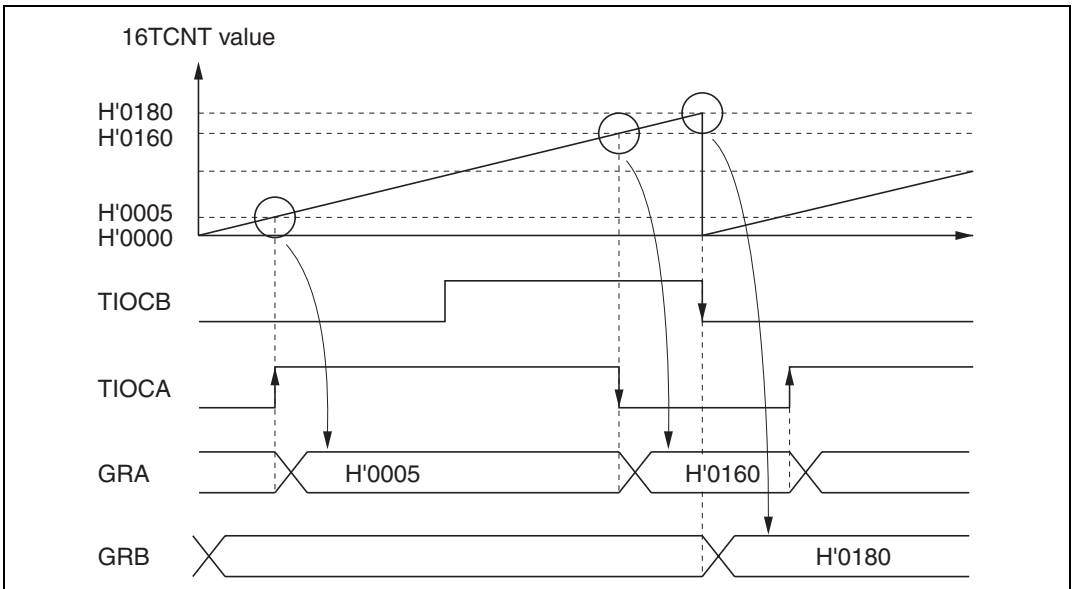 16TCNT value
H'0180
H'0160
H'0005
H'0000
TIOCB
TIOCA
GRA H'0005 H'0160
GRB H'0180